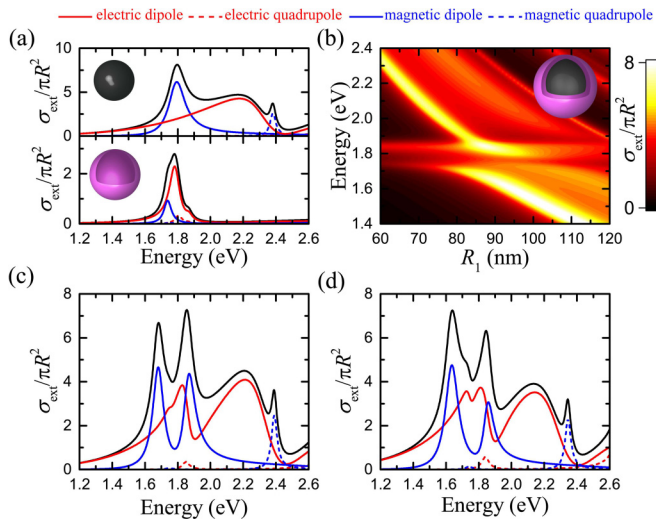 electric dipole electric quadrupole magnetic dipole magnetic quadrupole
(a)
10
5
0
σext/πR²
2
0
σext/πR²
1.2 1.4 1.6 1.8 2.0 2.2 2.4 2.6
Energy (eV)
(b)
2.4
2.2
2.0
1.8
1.6
1.4
Energy (eV)
60 70 80 90 100 110 120
R₁ (nm)
8
0
σext/πR²
(c)
8
6
4
2
0
σext/πR²
1.2 1.4 1.6 1.8 2.0 2.2 2.4 2.6
Energy (eV)
(d)
8
6
4
2
0
σext/πR²
1.2 1.4 1.6 1.8 2.0 2.2 2.4 2.6
Energy (eV)